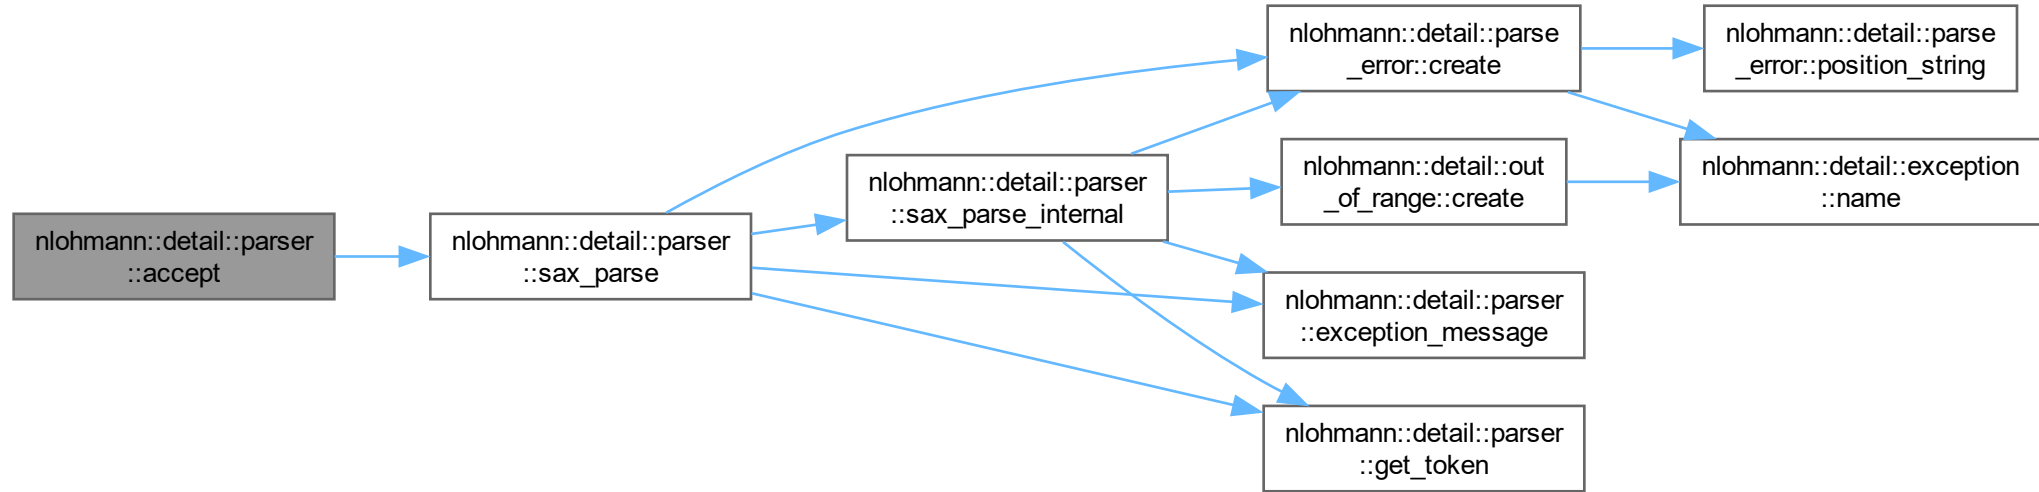 nlohmann::detail::parser
::accept
nlohmann::detail::parser
::sax_parse
nlohmann::detail::parser
::sax_parse_internal
nlohmann::detail::parse
_error::create
nlohmann::detail::out
_of_range::create
nlohmann::detail::parser
::exception_message
nlohmann::detail::parser
::get_token
nlohmann::detail::parse
_error::position_string
nlohmann::detail::exception
::name